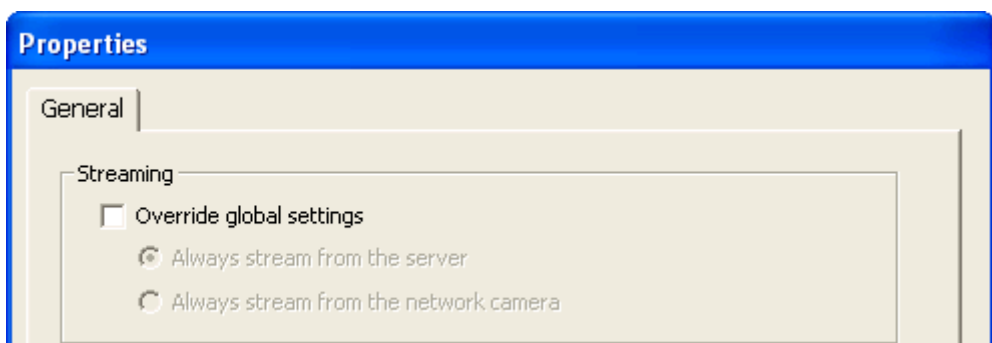 Properties
General
Streaming
Override global settings
Always stream from the server
Always stream from the network camera